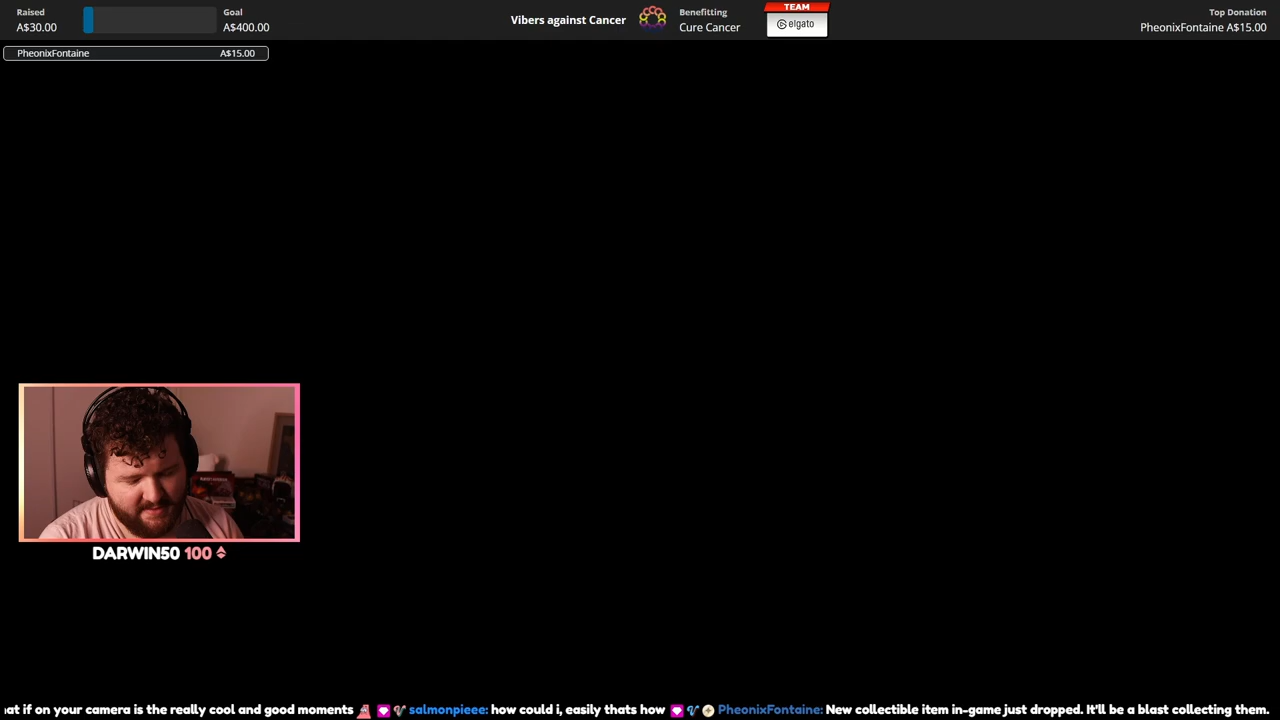 Raised
A$30.00
Goal
A$400.00
Vibers against Cancer
Benefitting
Cure Cancer
TEAM
elgato
Top Donation
PheonixFontaine A$15.00
PheonixFontaine A$15.00
DARWIN50 100
at if on your camera is the really cool and good moments salmonpieee: how could i, easily thats how PheonixFontaine: New collectible item in-game just dropped. It'll be a blast collecting them.